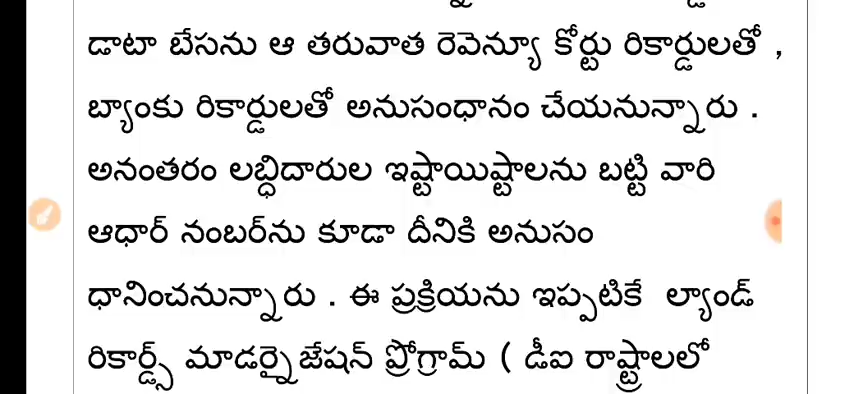 డాటా బేసను ఆ తరువాత రెవెన్యూ కోర్టు రికార్డులతో ,
బ్యాంకు రికార్డులతో అనుసంధానం చేయనున్నారు .
అనంతరం లబ్ధిదారుల ఇష్టాయిష్టాలను బట్టి వారి
ఆధార్ నంబర్‌ను కూడా దీనికి అనుసం
ధానించనున్నారు . ఈ ప్రక్రియను ఇప్పటికే ల్యాండ్
రికార్డ్స్ మాడర్నైజేషన్ ప్రోగ్రామ్ ( డీఐ రాష్ట్రాలలో